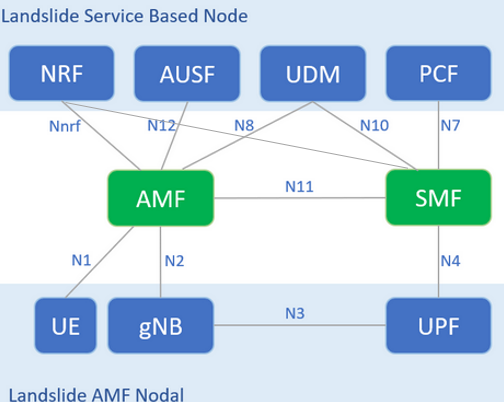 Landslide Service Based Node
NRF AUSF UDM PCF
Nnrf N12 N8 N10 N7
AMF N11 SMF
N1 N2 N4
UE gNB N3 UPF
Landslide AMF Nodal